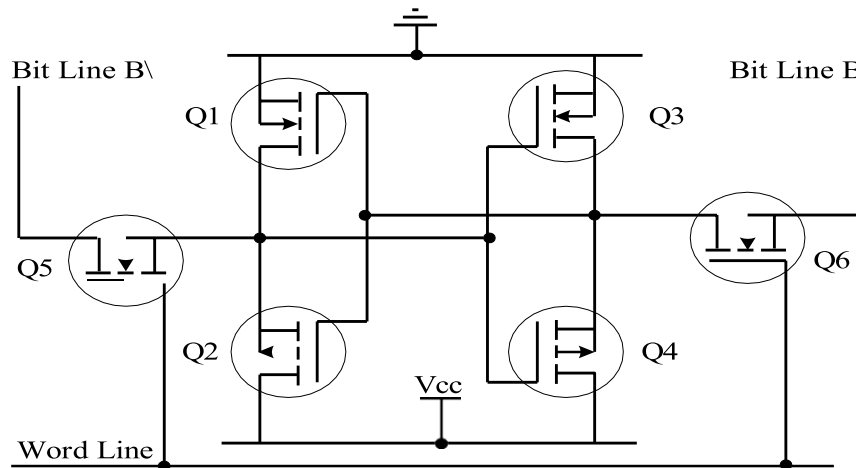 Bit Line B\
Bit Line B
Q1
Q3
Q5
Q6
Q2
Q4
Vcc
Word Line